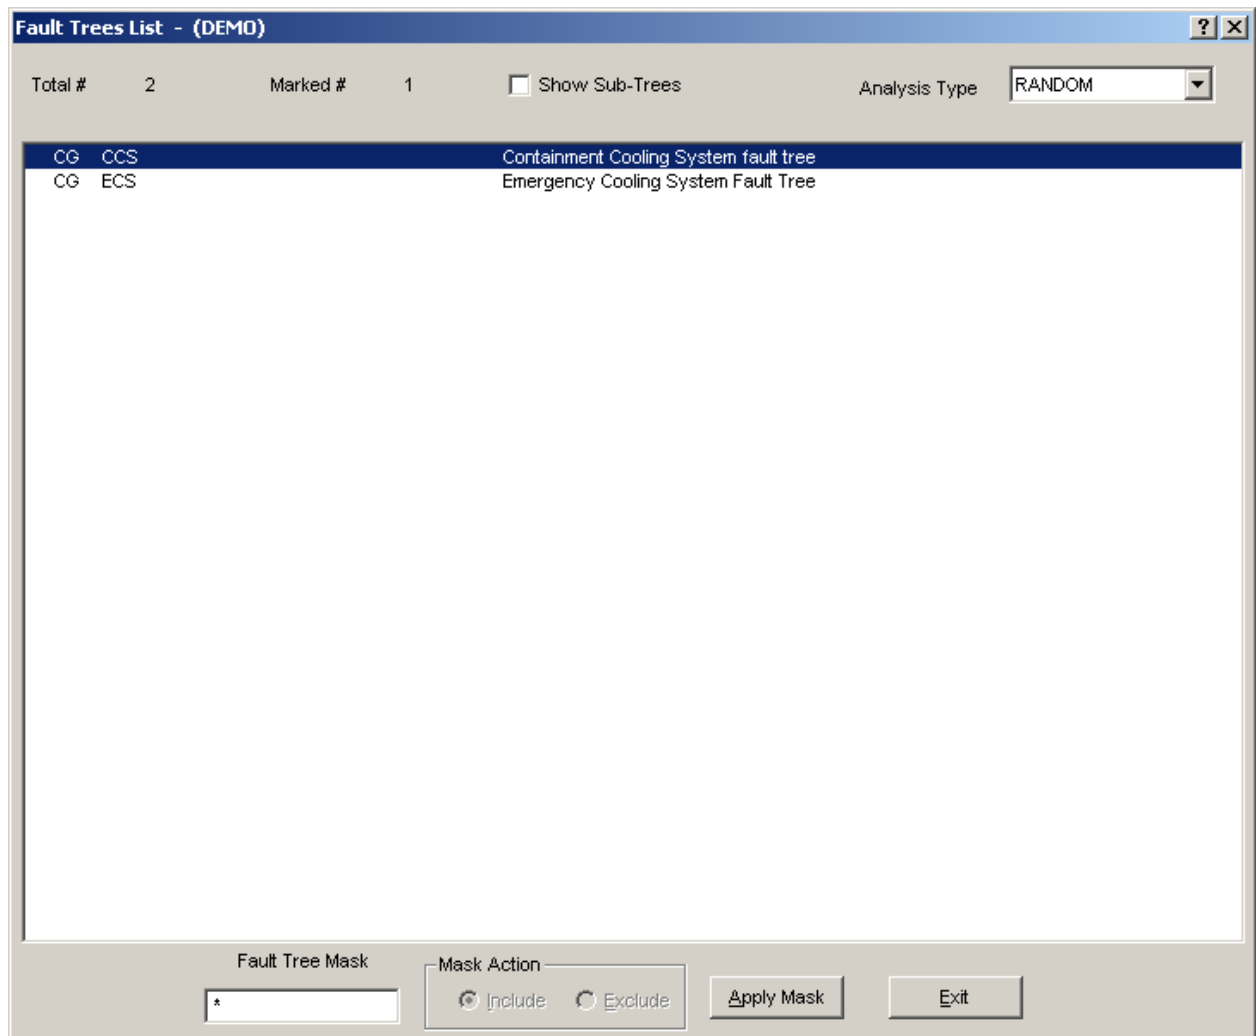 Fault Trees List - (DEMO)
Total # 2 Marked # 1 Show Sub-Trees Analysis Type RANDOM
CG CCS Containment Cooling System fault tree
CG ECS Emergency Cooling System Fault Tree
Fault Tree Mask
Mask Action
* Include Exclude Apply Mask Exit